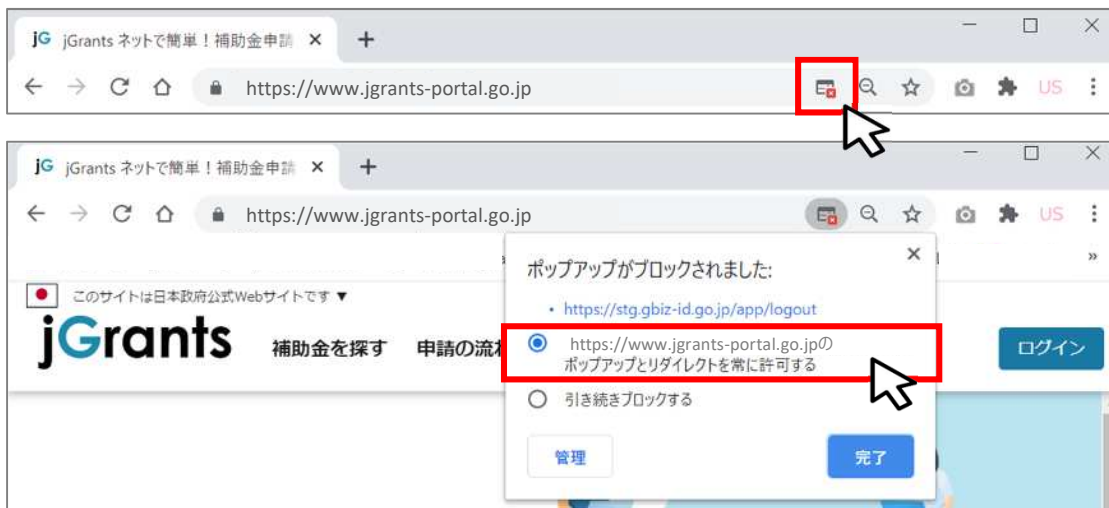 jG jGrants ネットで簡単！補助金申請
https://www.jgrants-portal.go.jp
US
jG jGrants ネットで簡単！補助金申請
https://www.jgrants-portal.go.jp
US
»
このサイトは日本政府公式Webサイトです ▼
jGrants
補助金を探す 申請の流れ
ログイン
ポップアップがブロックされました:
• https://stg.gbiz-id.go.jp/app/logout
https://www.jgrants-portal.go.jpの
ポップアップとリダイレクトを常に許可する
引き続きブロックする
管理 完了